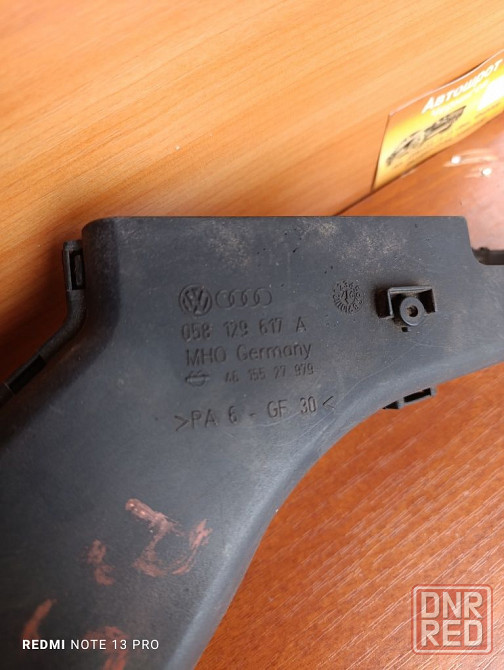 Автошрот
058 129 617 A
MHO Germany
46 155 27 979
>PA 6 - GF 30<
REDMI NOTE 13 PRO
DNR
RED